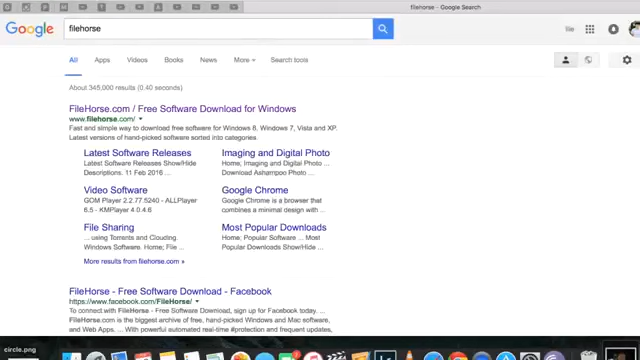 filehorse - Google Search
Google
filehorse
All Apps Videos Books News More Search tools
About 345,000 results (0.40 seconds)
FileHorse.com / Free Software Download for Windows
www.filehorse.com/
Fast and simple way to download free software for Windows 8, Windows 7, Vista and XP.
Latest versions of hand-picked software sorted into categories.
Latest Software Releases
Latest Software Releases Show/Hide
Descriptions. 11 Feb 2016 ...
Imaging and Digital Photo
Home; Imaging and Digital Photo ...
Download Ashampoo Photo ...
Video Software
GOM Player 2.2.77.5240 - ALLPlayer
6.5 - KMPlayer 4.0.4.6
Google Chrome
Google Chrome is a browser that
combines a minimal design with ...
File Sharing
... using Torrents and Clouding.
Windows Software: Home; File ...
Most Popular Downloads
Home; Popular Software ... Most
Popular Downloads Show/Hide ...
More results from filehorse.com »
FileHorse - Free Software Download - Facebook
https://www.facebook.com/FileHorse/
To connect with FileHorse - Free Software Download, sign up for Facebook today. ...
FileHorse.com is the biggest archive of free, hand-picked Windows and Mac software,
and Web Apps. ... With powerful automated real-time #protection and frequent updates,
circle.png